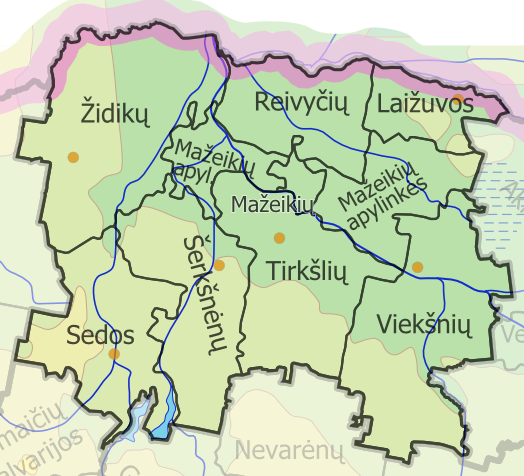 Židikų
Reivyčių
Laižuvos
Mažeikių
apyl.
Mažeikių
apylinkės
Mažeikių
Šerkšnėnų
Tirkšlių
Sedos
Viekšnių
Nevarėnų